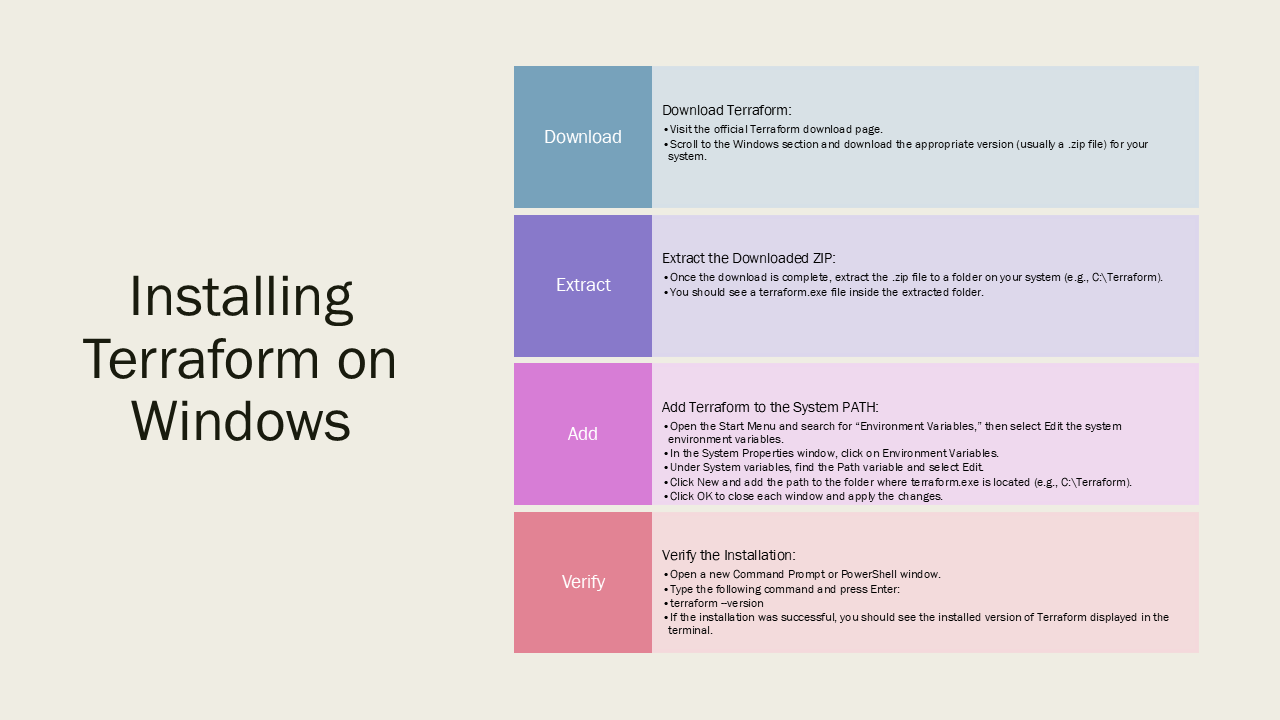 Installing
Terraform on
Windows
Download
Download Terraform:
•Visit the official Terraform download page.
•Scroll to the Windows section and download the appropriate version (usually a .zip file) for your
system.
Extract
Extract the Downloaded ZIP:
•Once the download is complete, extract the .zip file to a folder on your system (e.g., C:\Terraform).
•You should see a terraform.exe file inside the extracted folder.
Add
Add Terraform to the System PATH:
•Open the Start Menu and search for “Environment Variables,” then select Edit the system
environment variables.
•In the System Properties window, click on Environment Variables.
•Under System variables, find the Path variable and select Edit.
•Click New and add the path to the folder where terraform.exe is located (e.g., C:\Terraform).
•Click OK to close each window and apply the changes.
Verify
Verify the Installation:
•Open a new Command Prompt or PowerShell window.
•Type the following command and press Enter:
•terraform –version
•If the installation was successful, you should see the installed version of Terraform displayed in the
terminal.